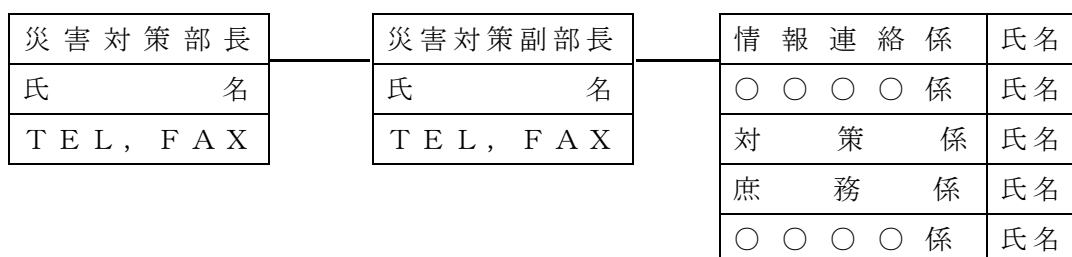 災害対策部長 災害対策副部長 情報連絡係 氏名
氏名 氏名 ○○○○係 氏名
TEL,FAX TEL,FAX 対策係 氏名
庶務係 氏名
○○○○係 氏名